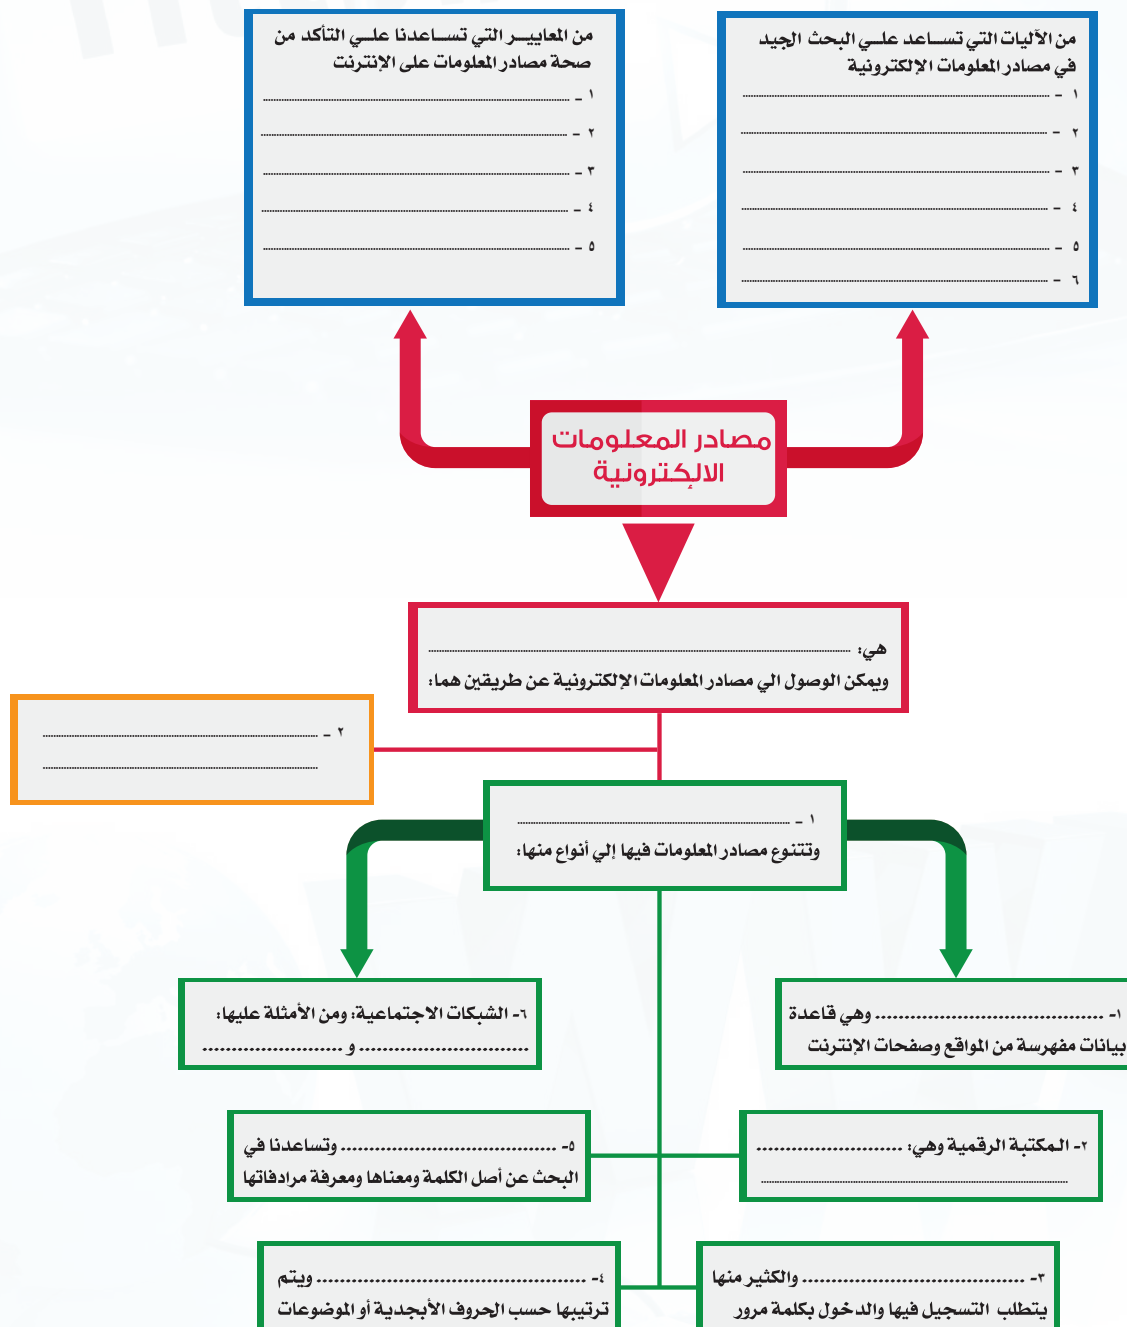 من الآليات التي تساعد علي البحث الجيد
في مصادر المعلومات الإلكترونية
١ - ........................................
٢ - ........................................
٣ - ........................................
٤ - ........................................
٥ - ........................................
٦ - ........................................
من المعايير التي تساعدنا علي التأكد من
صحة مصادر المعلومات على الإنترنت
١ - ........................................
٢ - ........................................
٣ - ........................................
٤ - ........................................
٥ - ........................................
مصادر المعلومات
الالكترونية
هي: ........................................
ويمكن الوصول الي مصادر المعلومات الإلكترونية عن طريقين هما:
٢ - ........................................
........................................
١ - ........................................
وتتنوع مصادر المعلومات فيها إلي أنواع منها:
١- ........................................ وهي قاعدة
بيانات مفهرسة من المواقع وصفحات الإنترنت
٦- الشبكات الاجتماعية: ومن الأمثلة عليها:
............................. و ........................
٢- المكتبة الرقمية وهي: .........................
........................................
٥- ..................................... وتساعدنا في
البحث عن أصل الكلمة ومعناها ومعرفة مرادفاتها
٣- ...................................... والكثير منها
يتطلب التسجيل فيها والدخول بكلمة مرور
٤- .............................................. ويتم
ترتيبها حسب الحروف الأبجدية أو الموضوعات